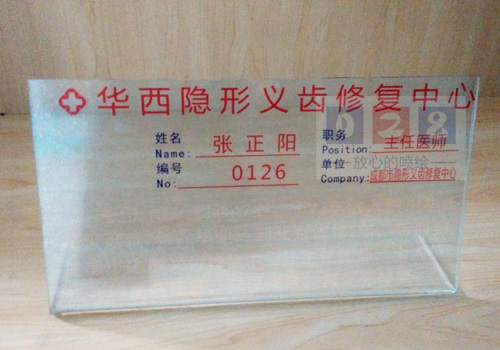 华西隐形义齿修复中心
姓名 张正阳 职务 主任医师
Name: Position:
编号 0126 单位
No: Company: 成都市隐形义齿修复中心
028
放心的喷绘